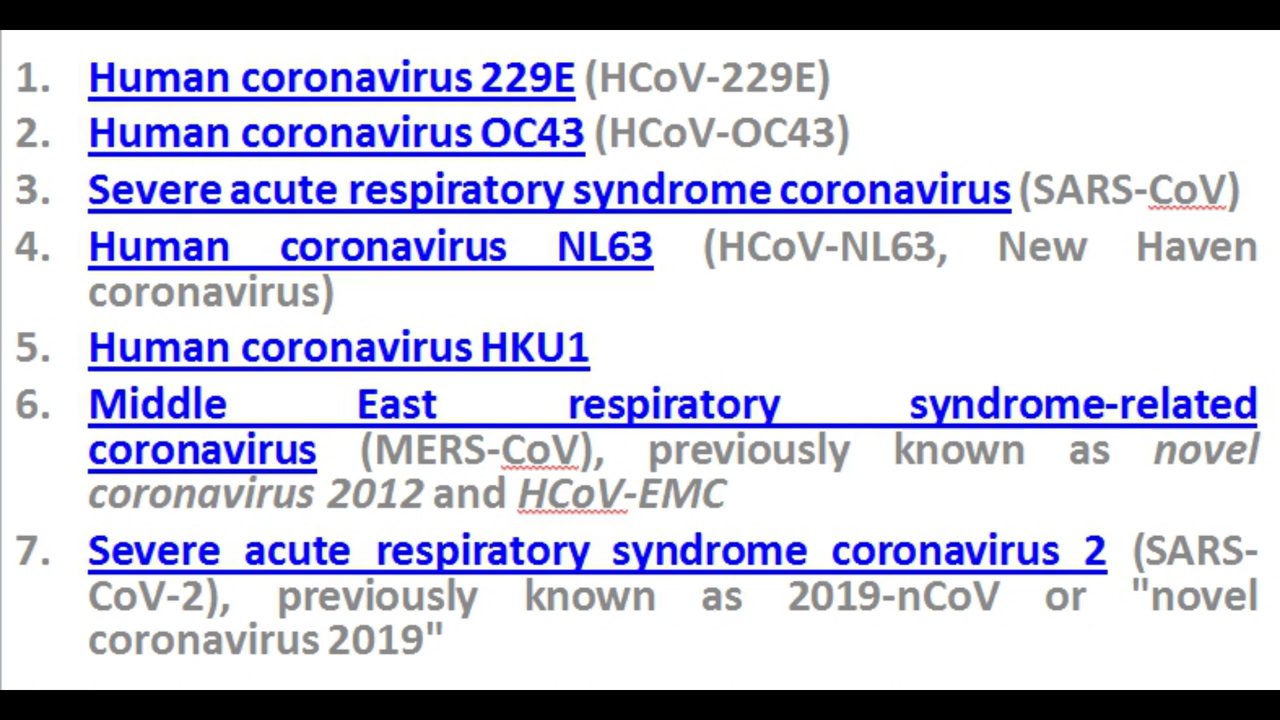 1. Human coronavirus 229E (HCoV-229E)
2. Human coronavirus OC43 (HCoV-OC43)
3. Severe acute respiratory syndrome coronavirus (SARS-CoV)
4. Human coronavirus NL63 (HCoV-NL63, New Haven
coronavirus)
5. Human coronavirus HKU1
6. Middle East respiratory syndrome-related
coronavirus (MERS-CoV), previously known as novel
coronavirus 2012 and HCoV-EMC
7. Severe acute respiratory syndrome coronavirus 2 (SARS-
CoV-2), previously known as 2019-nCoV or "novel
coronavirus 2019"